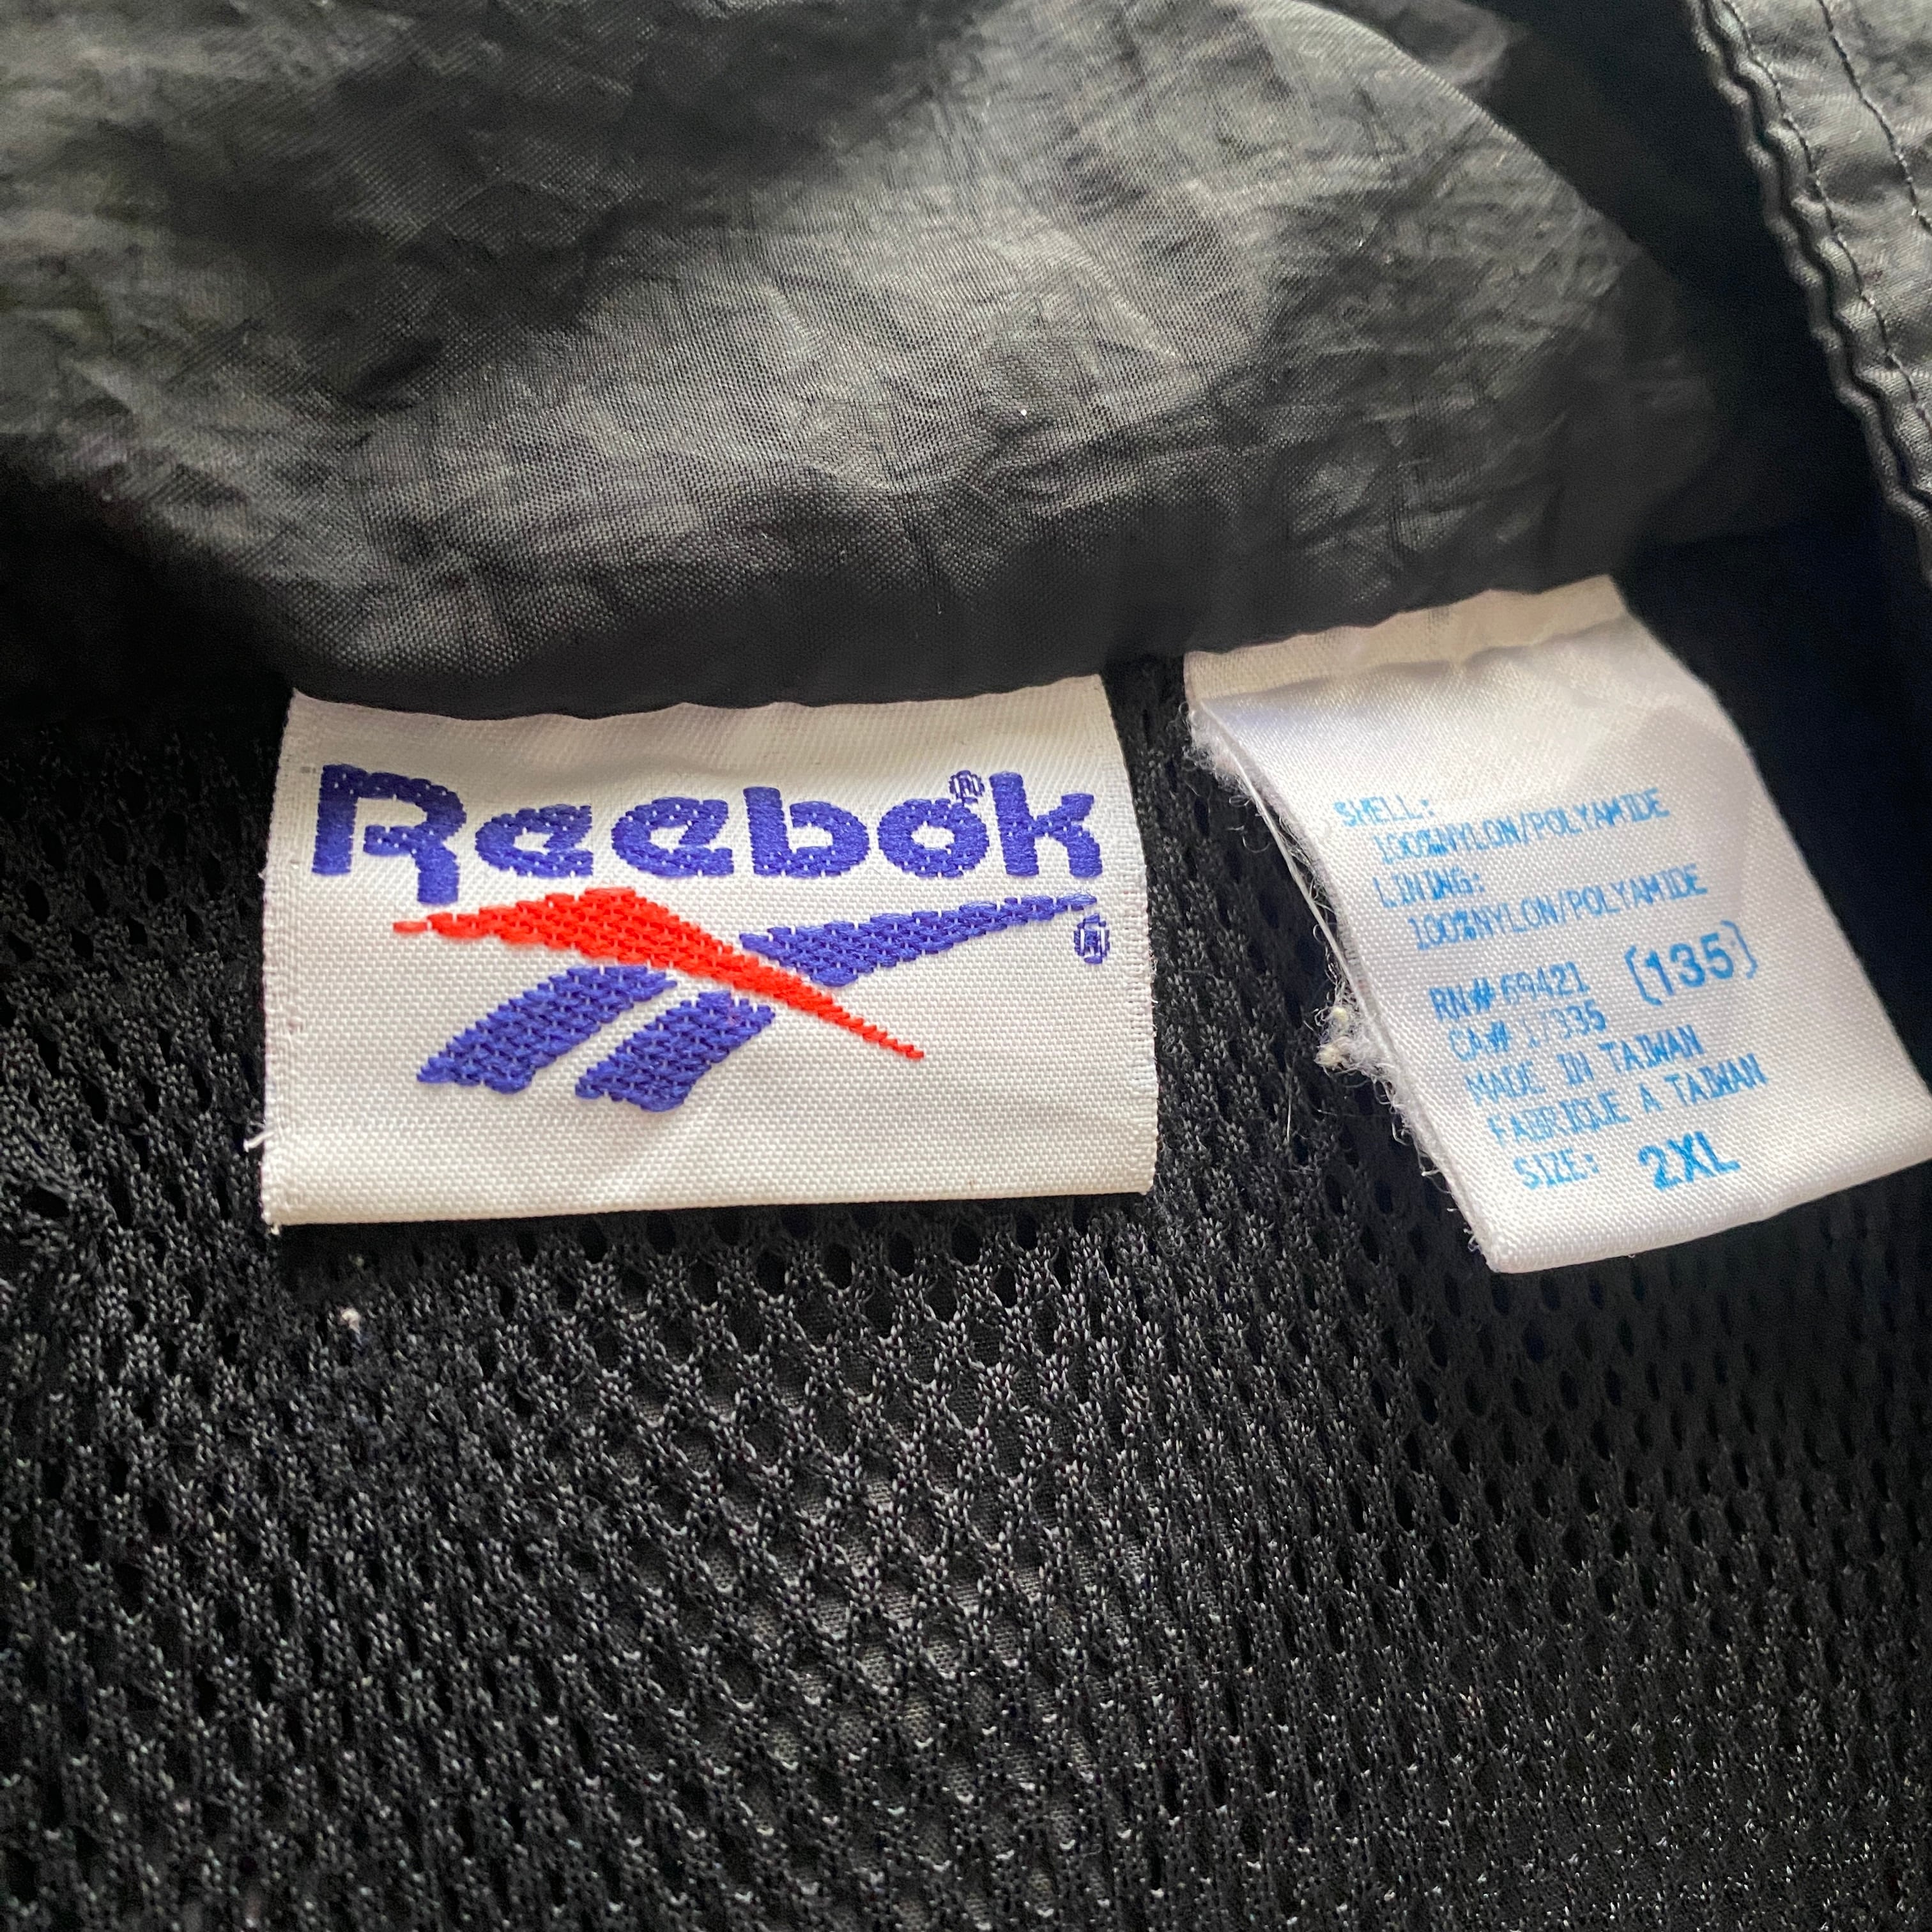 Reebok®
®
SHELL:
100%NYLON/POLYAMIDE
LINING:
100%NYLON/POLYAMIDE
RN# 69421 (135)
CA# 17335
MADE IN TAIWAN
FABRIQUE A TAIWAN
SIZE: 2XL